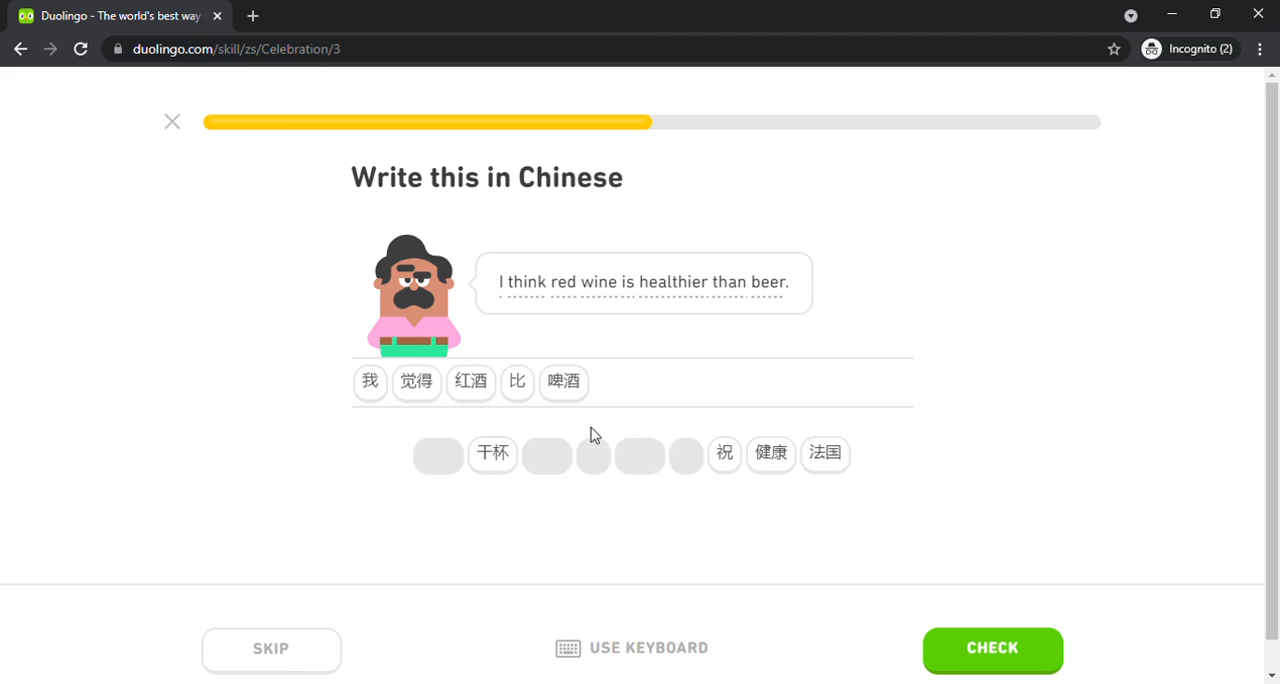 Duolingo - The world's best way
duolingo.com/skill/zs/Celebration/3
Incognito (2)
Write this in Chinese
I think red wine is healthier than beer.
我 觉得 红酒 比 啤酒
干杯 祝 健康 法国
SKIP
USE KEYBOARD
CHECK